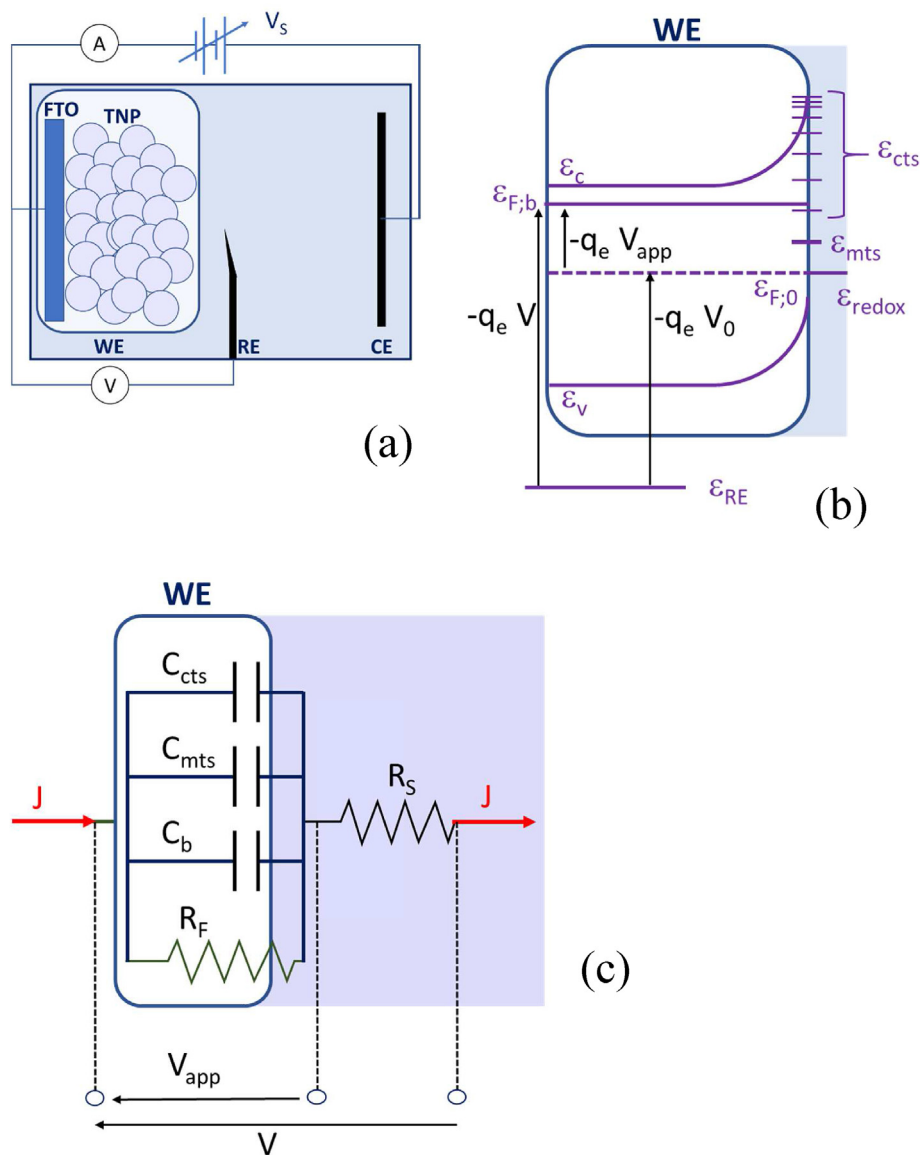 A
V_S
FTO
TNP
WE
RE
CE
V
(a)
WE
ε_c
ε_cts
ε_F;b
-q_e V_app
ε_mts
ε_F;0
ε_redox
-q_e V
-q_e V_0
ε_v
ε_RE
(b)
WE
C_cts
C_mts
R_S
J
J
C_b
R_F
(c)
V_app
V